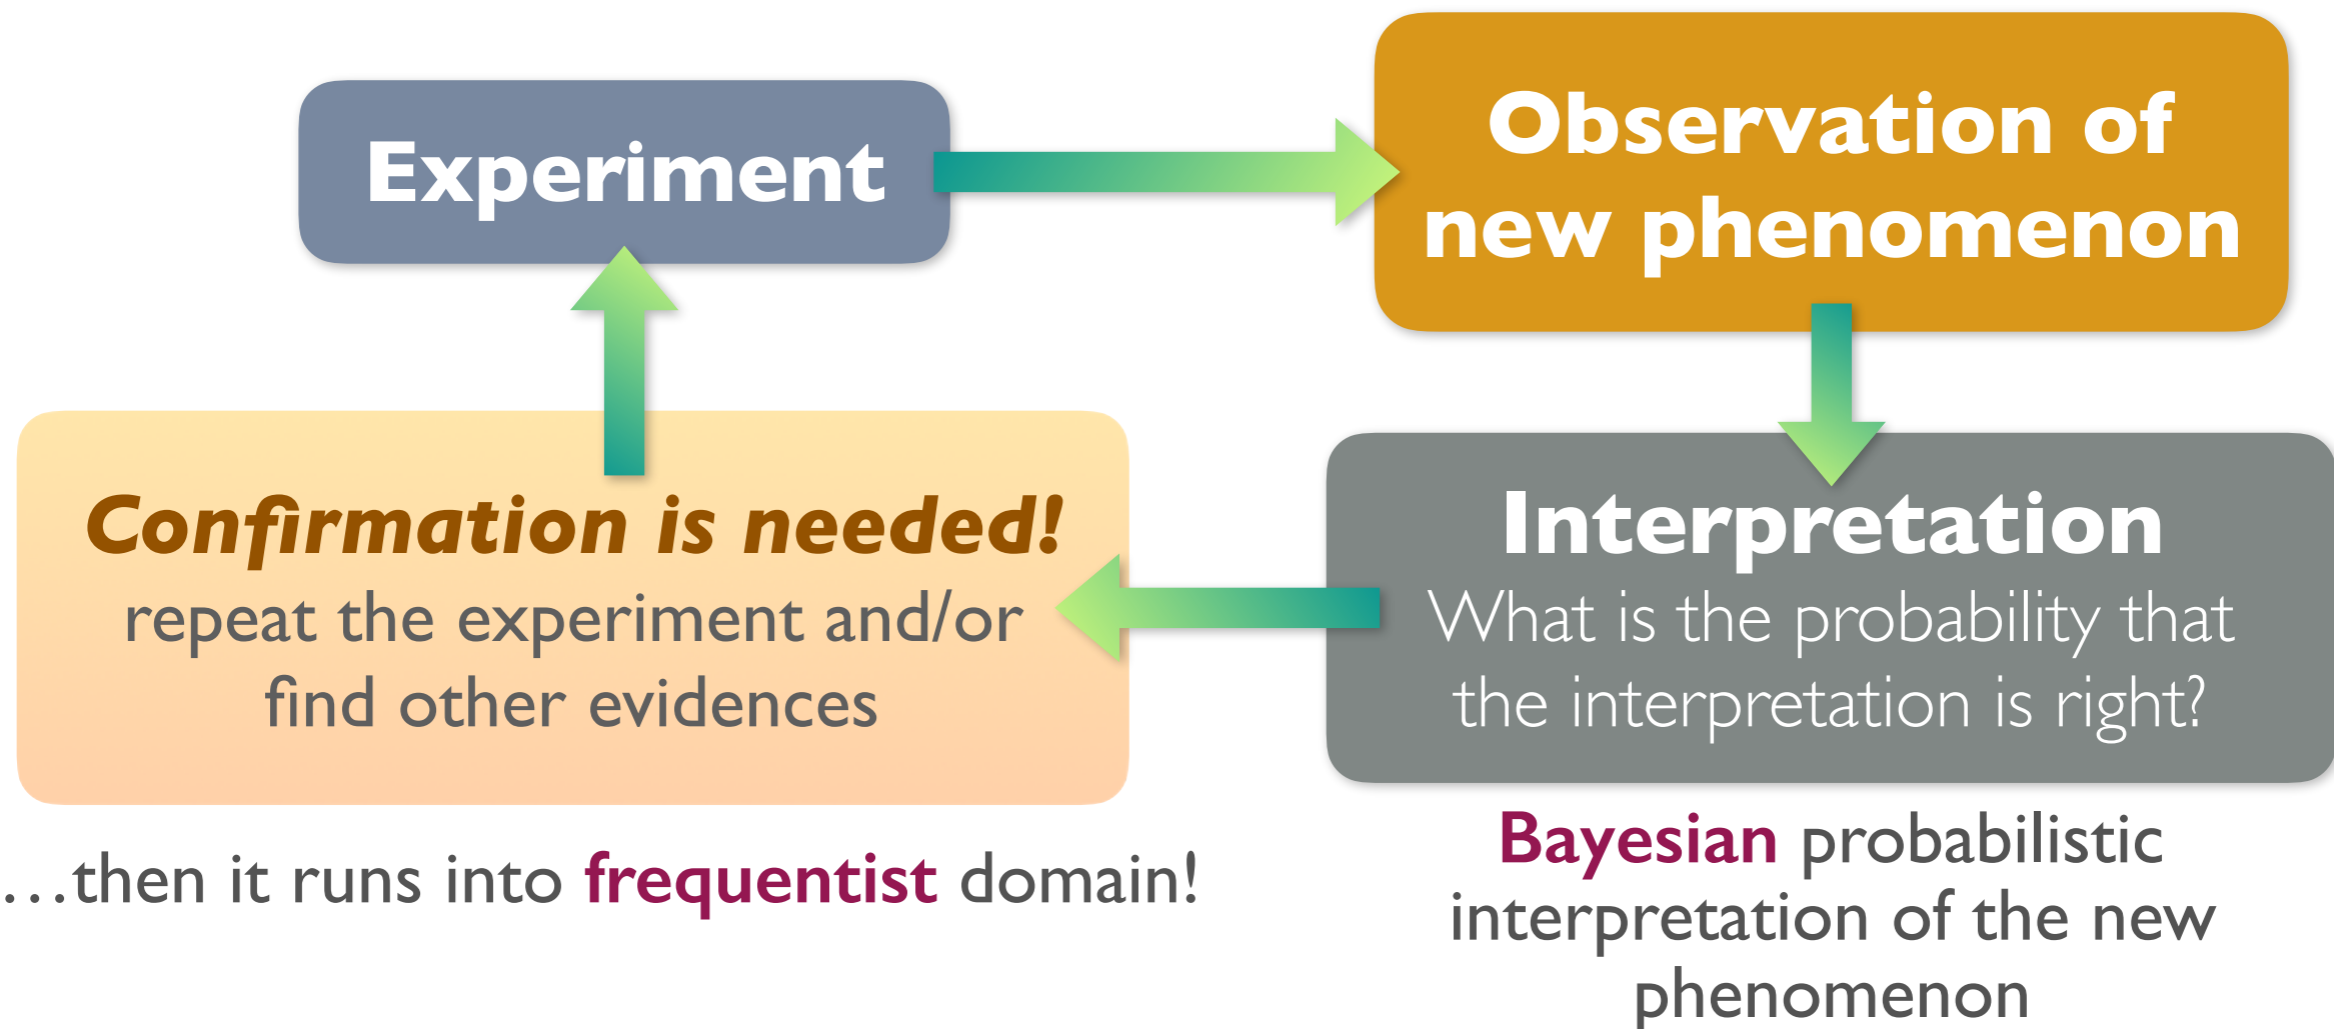 Experiment
Observation of
new phenomenon
Interpretation
What is the probability that
the interpretation is right?
Bayesian probabilistic
interpretation of the new
phenomenon
Confirmation is needed!
repeat the experiment and/or
find other evidences
…then it runs into frequentist domain!